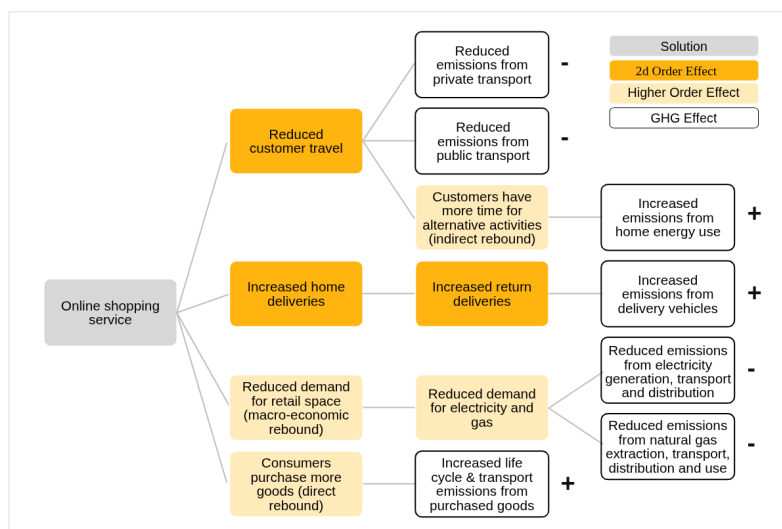 Reduced
emissions from
private transport
-
Solution
2d Order Effect
Higher Order Effect
GHG Effect
Reduced
customer travel
Reduced
emissions from
public transport
-
Customers have
more time for
alternative activities
(indirect rebound)
Increased
emissions from
home energy use
+
Online shopping
service
Increased home
deliveries
Increased return
deliveries
Increased
emissions from
delivery vehicles
+
Reduced demand
for retail space
(macro-economic
rebound)
Reduced demand
for electricity and
gas
Reduced emissions
from electricity
generation, transport
and distribution
-
Reduced emissions
from natural gas
extraction, transport,
distribution and use
-
Consumers
purchase more
goods (direct
rebound)
Increased life
cycle & transport
emissions from
purchased goods
+